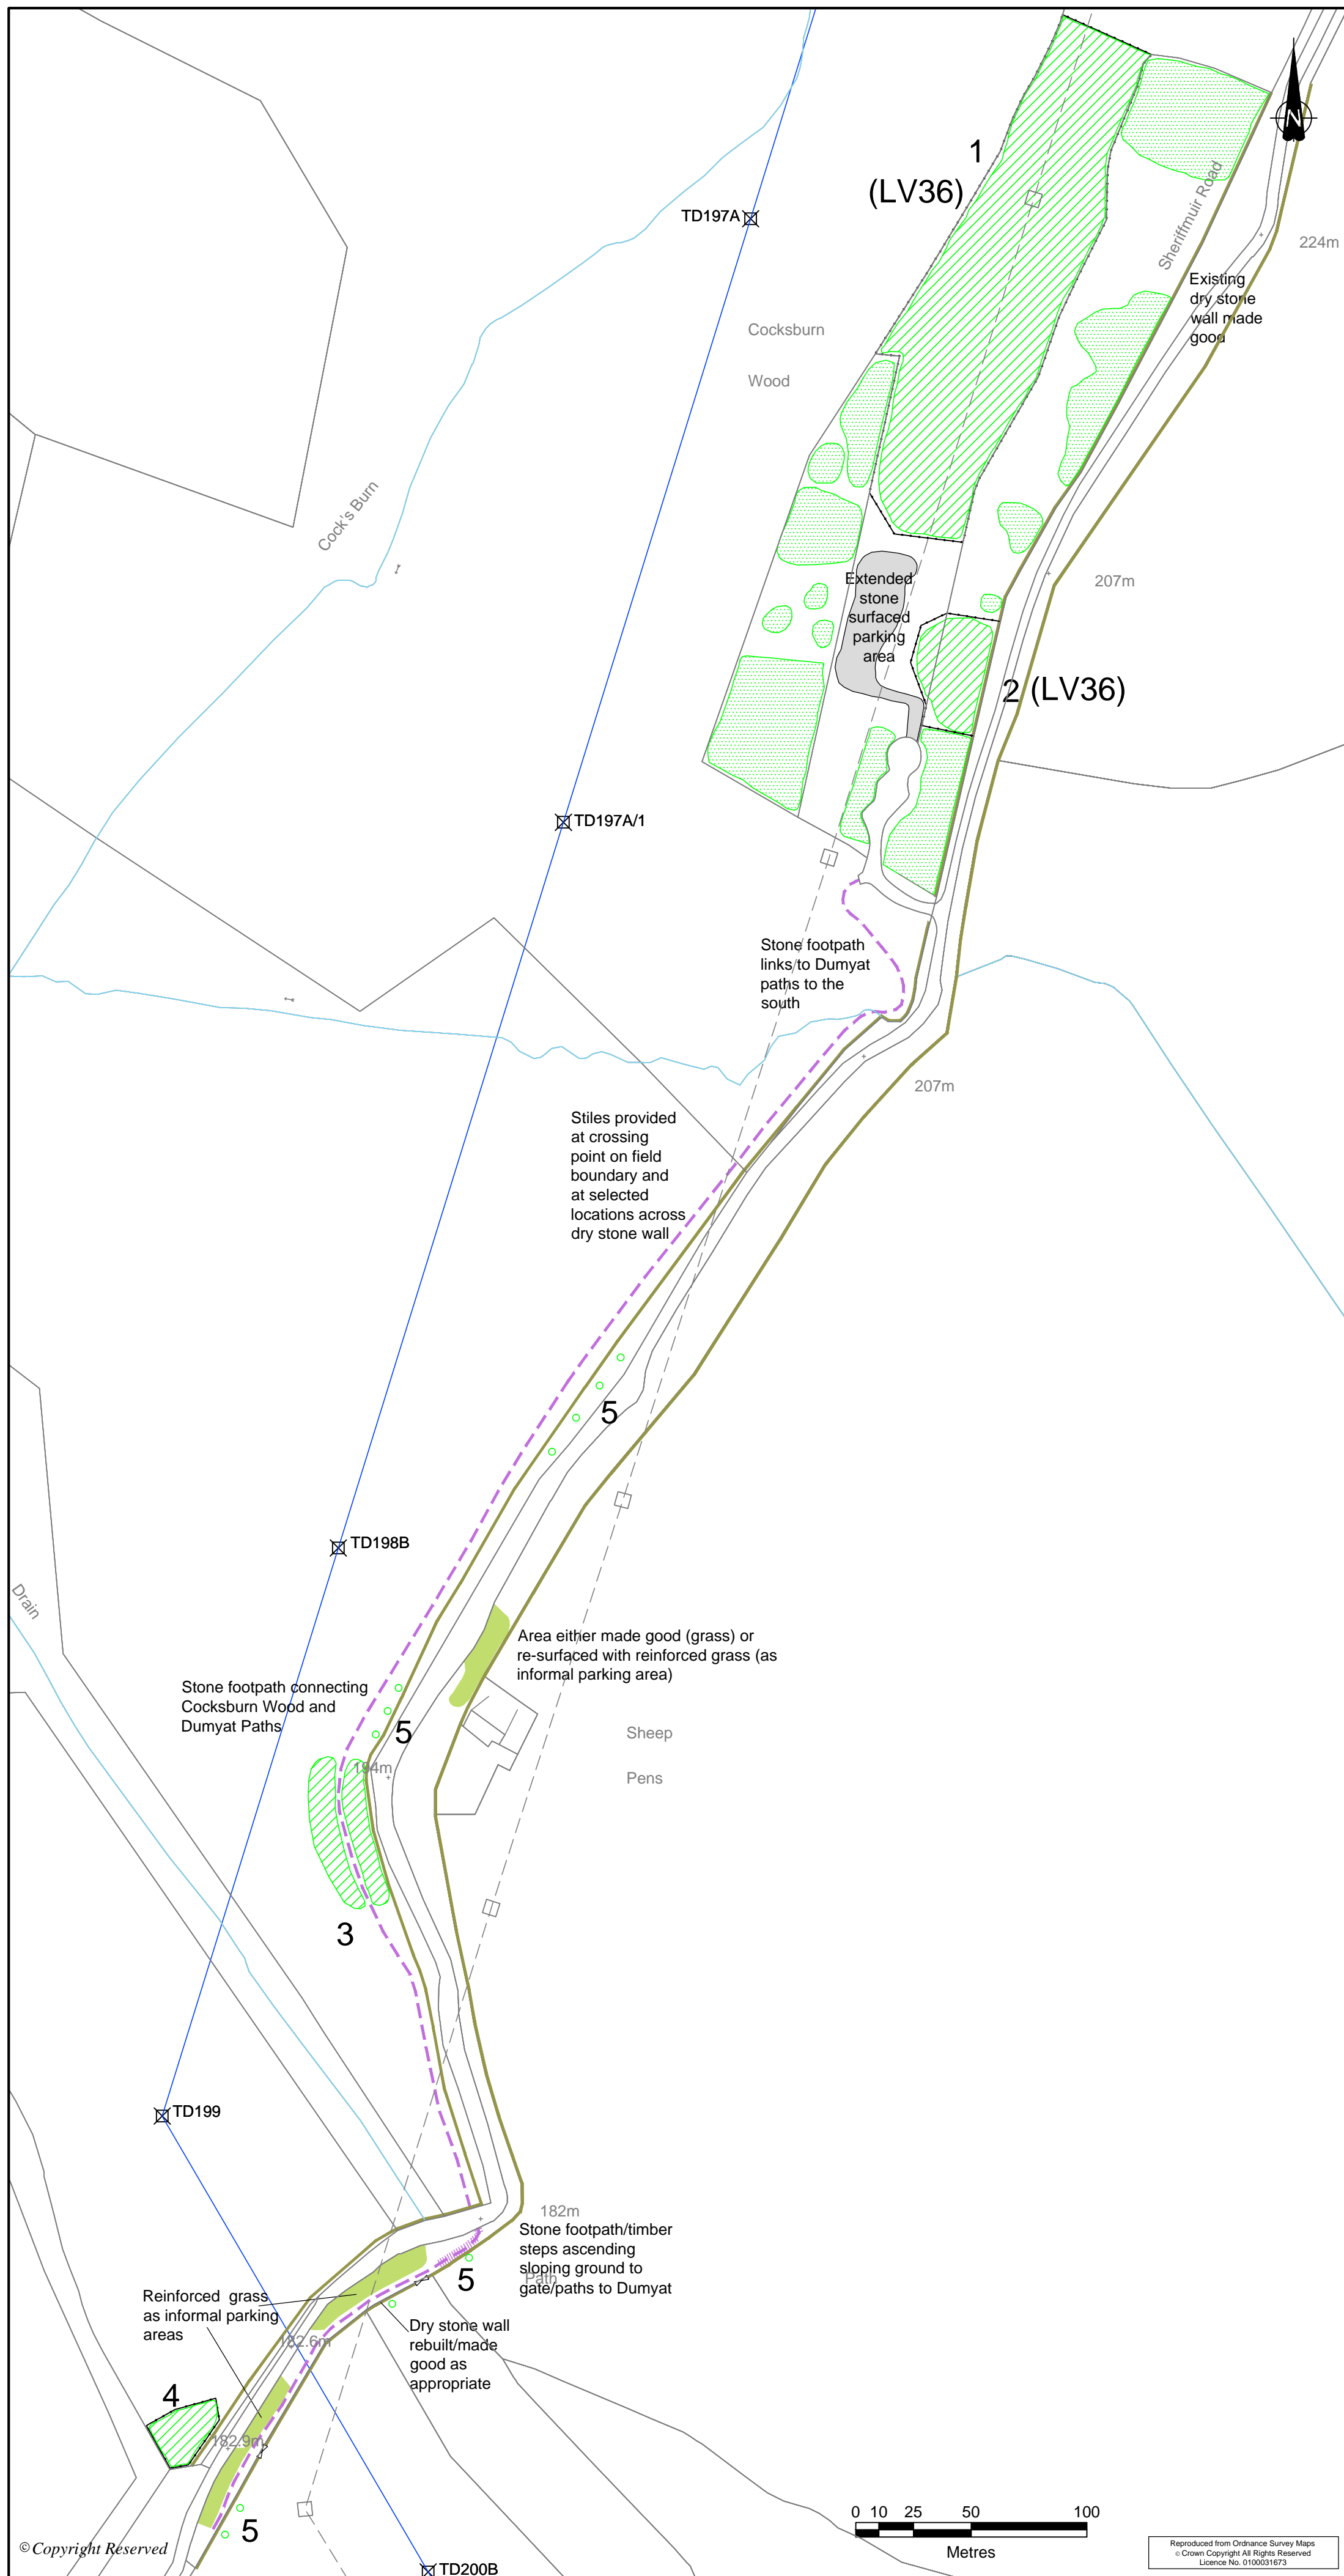 N
1
(LV36)
TD197A
Sheriffmuir Road
224m
Existing
dry stone
wall made
good
Cocksburn
Wood
Cock's Burn
Extended
stone
surfaced
parking
area
207m
2 (LV36)
TD197A/1
Stone footpath
links to Dumyat
paths to the
south
207m
Stiles provided
at crossing
point on field
boundary and
at selected
locations across
dry stone wall
5
TD198B
Drain
Area either made good (grass) or
re-surfaced with reinforced grass (as
informal parking area)
Stone footpath connecting
Cocksburn Wood and
Dumyat Paths
5
Sheep
Pens
194m
3
TD199
182m
Stone footpath/timber
steps ascending
sloping ground to
gate/paths to Dumyat
Path
5
Reinforced grass
as informal parking
areas
182.6m
Dry stone wall
rebuilt/made
good as
appropriate
4
182.9m
5
TD200B
0 10 25 50 100
Metres
© Copyright Reserved
Reproduced from Ordnance Survey Maps
© Crown Copyright All Rights Reserved
Licence No. 0100031673